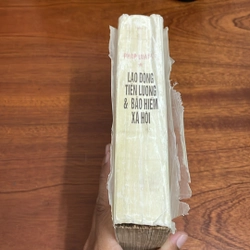 LAO ĐỘNG
TIỀN LƯƠNG
& BẢO HIỂM
XÃ HỘI